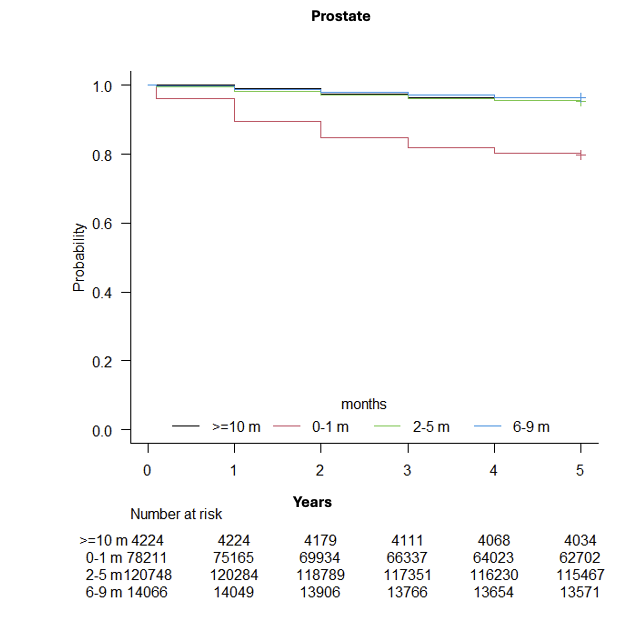 Prostate
1.0
0.8
0.6
0.4
0.2
0.0
Probability
months
>=10 m 0-1 m 2-5 m 6-9 m
0 1 2 3 4 5
Years
Number at risk
>=10 m 4224 4224 4179 4111 4068 4034
0-1 m 78211 75165 69934 66337 64023 62702
2-5 m120748 120284 118789 117351 116230 115467
6-9 m 14066 14049 13906 13766 13654 13571